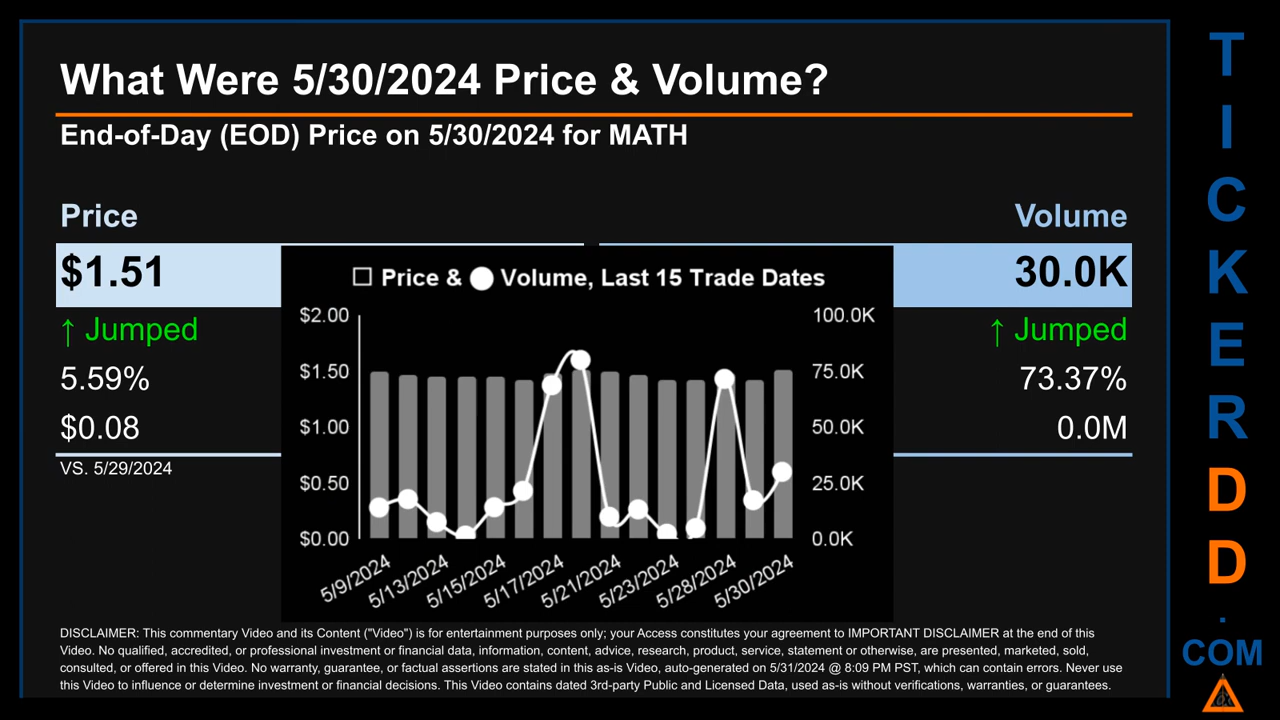 What Were 5/30/2024 Price & Volume?
End-of-Day (EOD) Price on 5/30/2024 for MATH
Price
Volume
$1.51
30.0K
↑ Jumped
↑ Jumped
5.59%
73.37%
$0.08
0.0M
VS. 5/29/2024
Price & Volume, Last 15 Trade Dates
$2.00
$1.50
$1.00
$0.50
$0.00
100.0K
75.0K
50.0K
25.0K
0.0K
5/9/2024
5/13/2024
5/15/2024
5/17/2024
5/21/2024
5/23/2024
5/28/2024
5/30/2024
DISCLAIMER: This commentary Video and its Content ("Video") is for entertainment purposes only; your Access constitutes your agreement to IMPORTANT DISCLAIMER at the end of this
Video. No qualified, accredited, or professional investment or financial data, information, content, advice, research, product, service, statement or otherwise, are presented, marketed, sold,
consulted, or offered in this Video. No warranty, guarantee, or factual assertions are stated in this as-is Video, auto-generated on 5/31/2024 @ 8:09 PM PST, which can contain errors. Never use
this Video to influence or determine investment or financial decisions. This Video contains dated 3rd-party Public and Licensed Data, used as-is without verifications, warranties, or guarantees.
T
I
C
K
E
R
D
D
.
COM